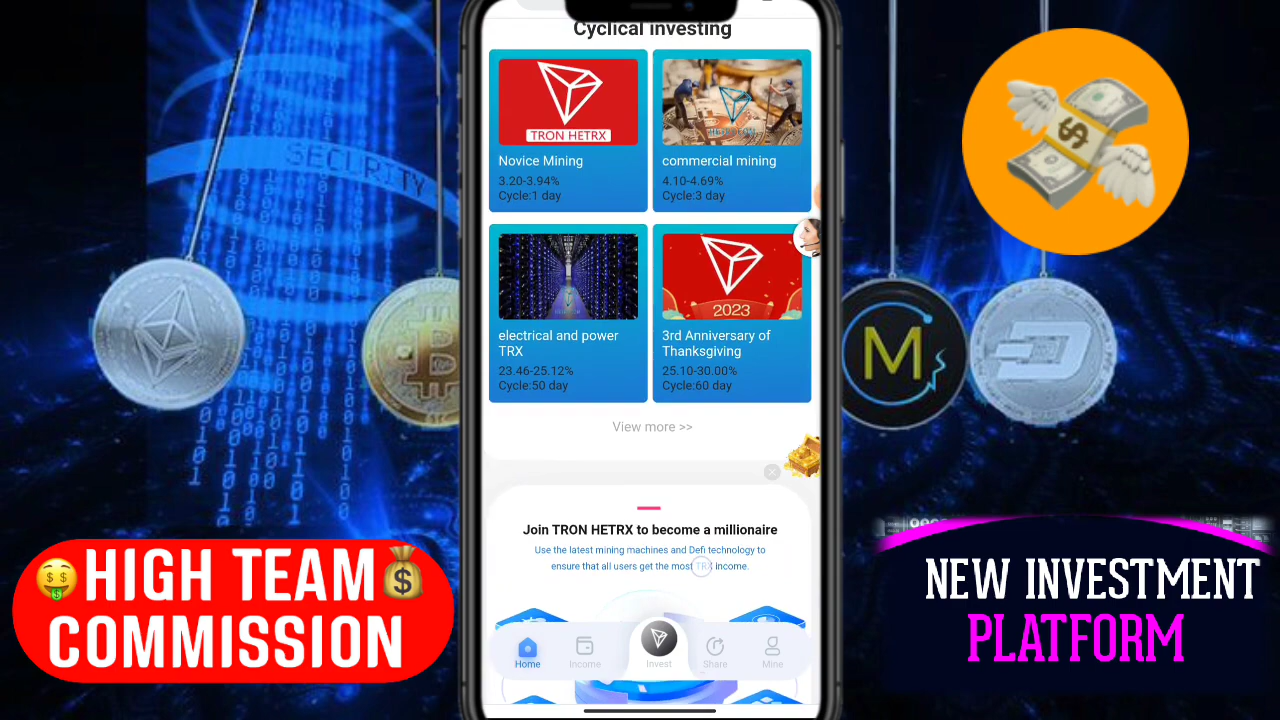 SECURITY
Cyclical investing
TRON HETRX
Novice Mining
3.20-3.94%
Cycle:1 day
commercial mining
4.10-4.69%
Cycle:3 day
electrical and power
TRX
23.46-25.12%
Cycle:50 day
2023
3rd Anniversary of
Thanksgiving
25.10-30.00%
Cycle:60 day
View more >>
Join TRON HETRX to become a millionaire
Use the latest mining machines and Defi technology to
ensure that all users get the most TRX income.
Home
Income
Invest
Share
Mine
HIGH TEAM
COMMISSION
NEW INVESTMENT
PLATFORM